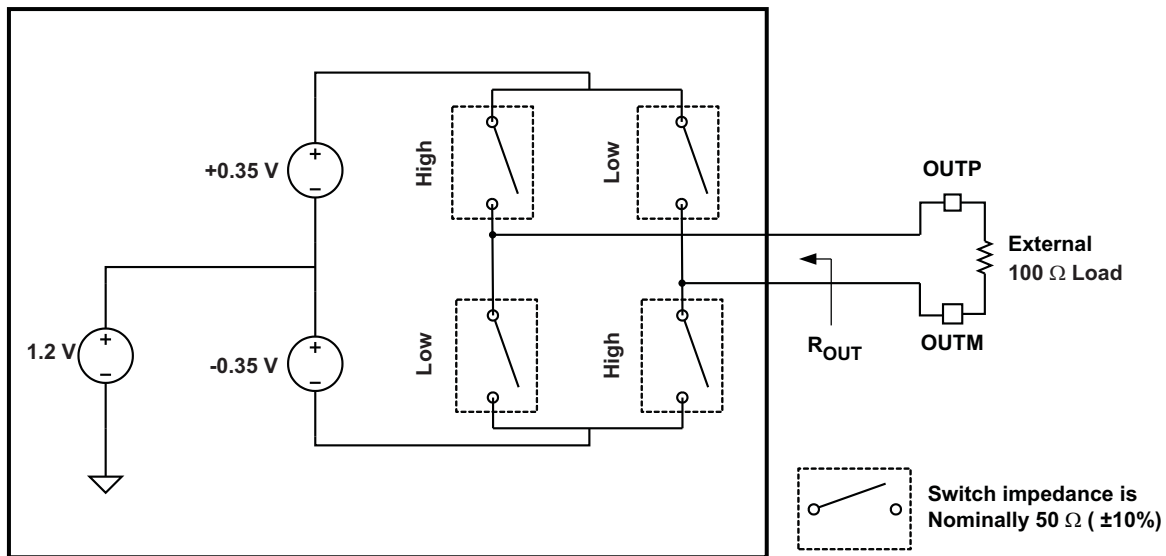 +0.35 V
High
Low
OUTP
External
100 Ω Load
1.2 V
-0.35 V
Low
High
ROUT
OUTM
Switch impedance is
Nominally 50 Ω ( ±10%)